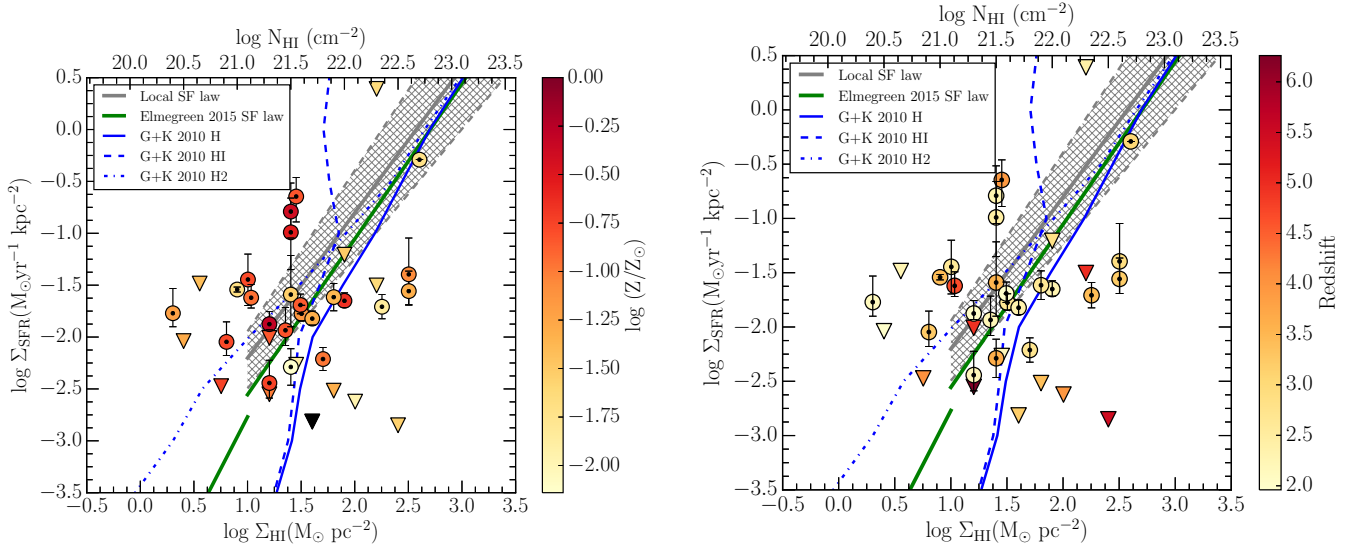 log N_HI (cm⁻²)
20.0 20.5 21.0 21.5 22.0 22.5 23.0 23.5
0.5
0.0
−0.5
−1.0
−1.5
−2.0
−2.5
−3.0
−3.5
log Σ_SFR(M_⊙yr⁻¹ kpc⁻²)
Local SF law
Elmegreen 2015 SF law
G+K 2010 H
G+K 2010 HI
G+K 2010 H2
−0.5 0.0 0.5 1.0 1.5 2.0 2.5 3.0 3.5
log Σ_HI(M_⊙ pc⁻²)
0.00
−0.25
−0.50
−0.75
−1.00
−1.25
−1.50
−1.75
−2.00
log (Z/Z_⊙)
log N_HI (cm⁻²)
20.0 20.5 21.0 21.5 22.0 22.5 23.0 23.5
0.5
0.0
−0.5
−1.0
−1.5
−2.0
−2.5
−3.0
−3.5
log Σ_SFR(M_⊙yr⁻¹ kpc⁻²)
Local SF law
Elmegreen 2015 SF law
G+K 2010 H
G+K 2010 HI
G+K 2010 H2
−0.5 0.0 0.5 1.0 1.5 2.0 2.5 3.0 3.5
log Σ_HI(M_⊙ pc⁻²)
6.0
5.5
5.0
4.5
4.0
3.5
3.0
2.5
2.0
Redshift